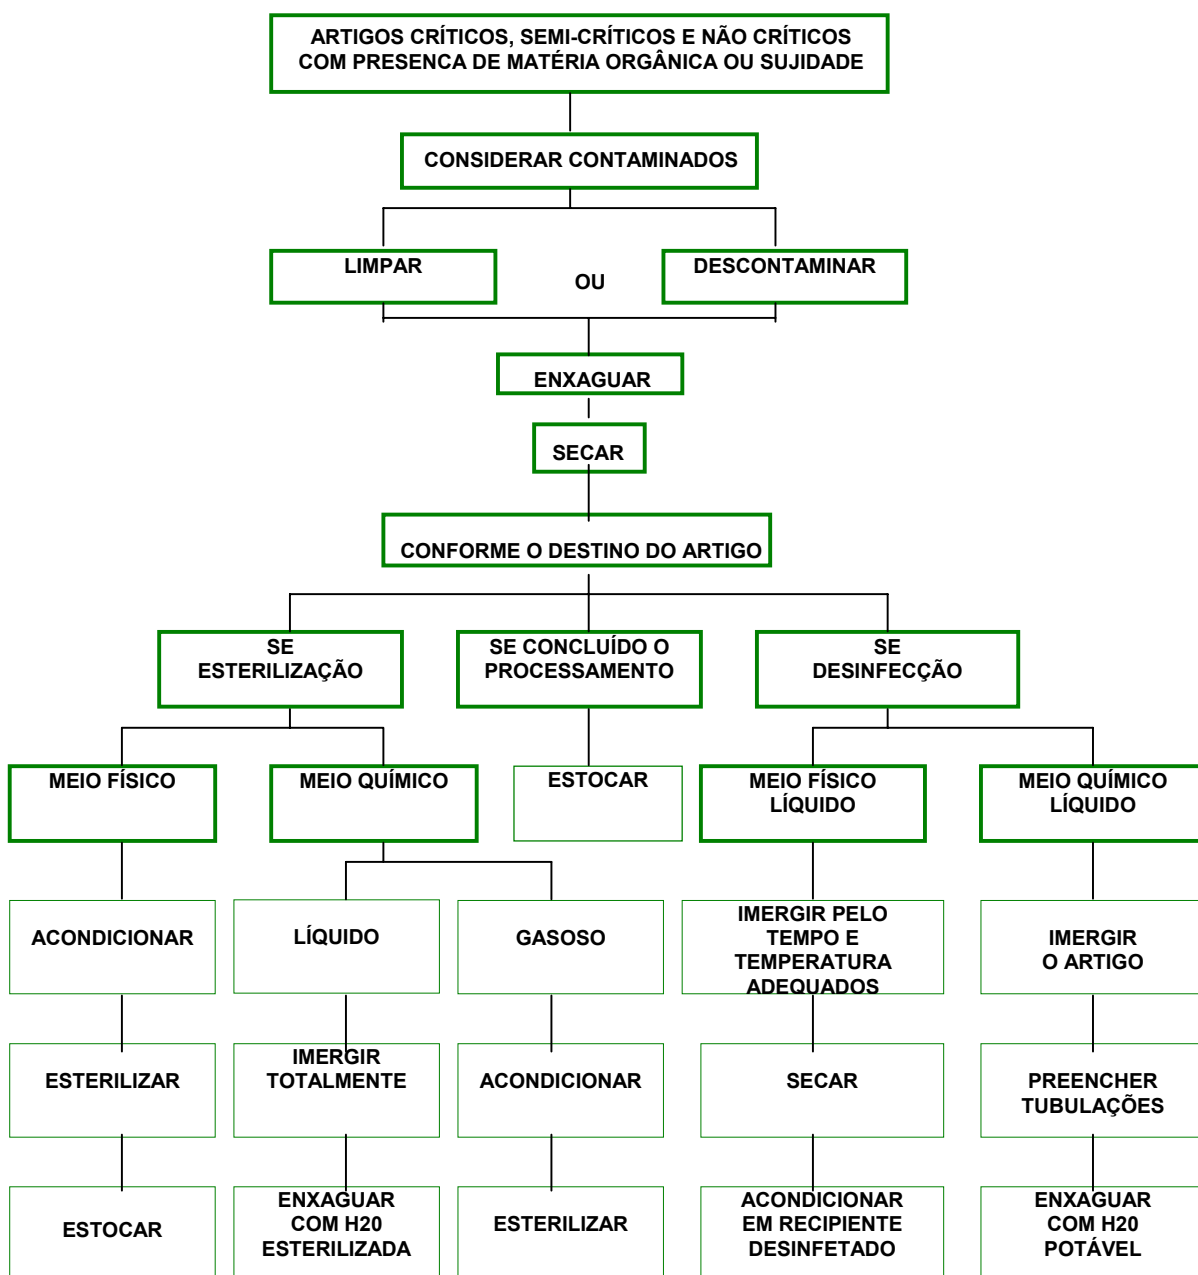 ARTIGOS CRÍTICOS, SEMI-CRÍTICOS E NÃO CRÍTICOS
COM PRESENCA DE MATÉRIA ORGÂNICA OU SUJIDADE
CONSIDERAR CONTAMINADOS
LIMPAR
OU
DESCONTAMINAR
ENXAGUAR
SECAR
CONFORME O DESTINO DO ARTIGO
SE
ESTERILIZAÇÃO
SE CONCLUÍDO O
PROCESSAMENTO
SE
DESINFECÇÃO
MEIO FÍSICO
MEIO QUÍMICO
ESTOCAR
MEIO FÍSICO
LÍQUIDO
MEIO QUÍMICO
LÍQUIDO
ACONDICIONAR
LÍQUIDO
GASOSO
IMERGIR PELO
TEMPO E
TEMPERATURA
ADEQUADOS
IMERGIR
O ARTIGO
ESTERILIZAR
IMERGIR
TOTALMENTE
ACONDICIONAR
SECAR
PREENCHER
TUBULAÇÕES
ESTOCAR
ENXAGUAR
COM H20
ESTERILIZADA
ESTERILIZAR
ACONDICIONAR
EM RECIPIENTE
DESINFETADO
ENXAGUAR
COM H20
POTÁVEL